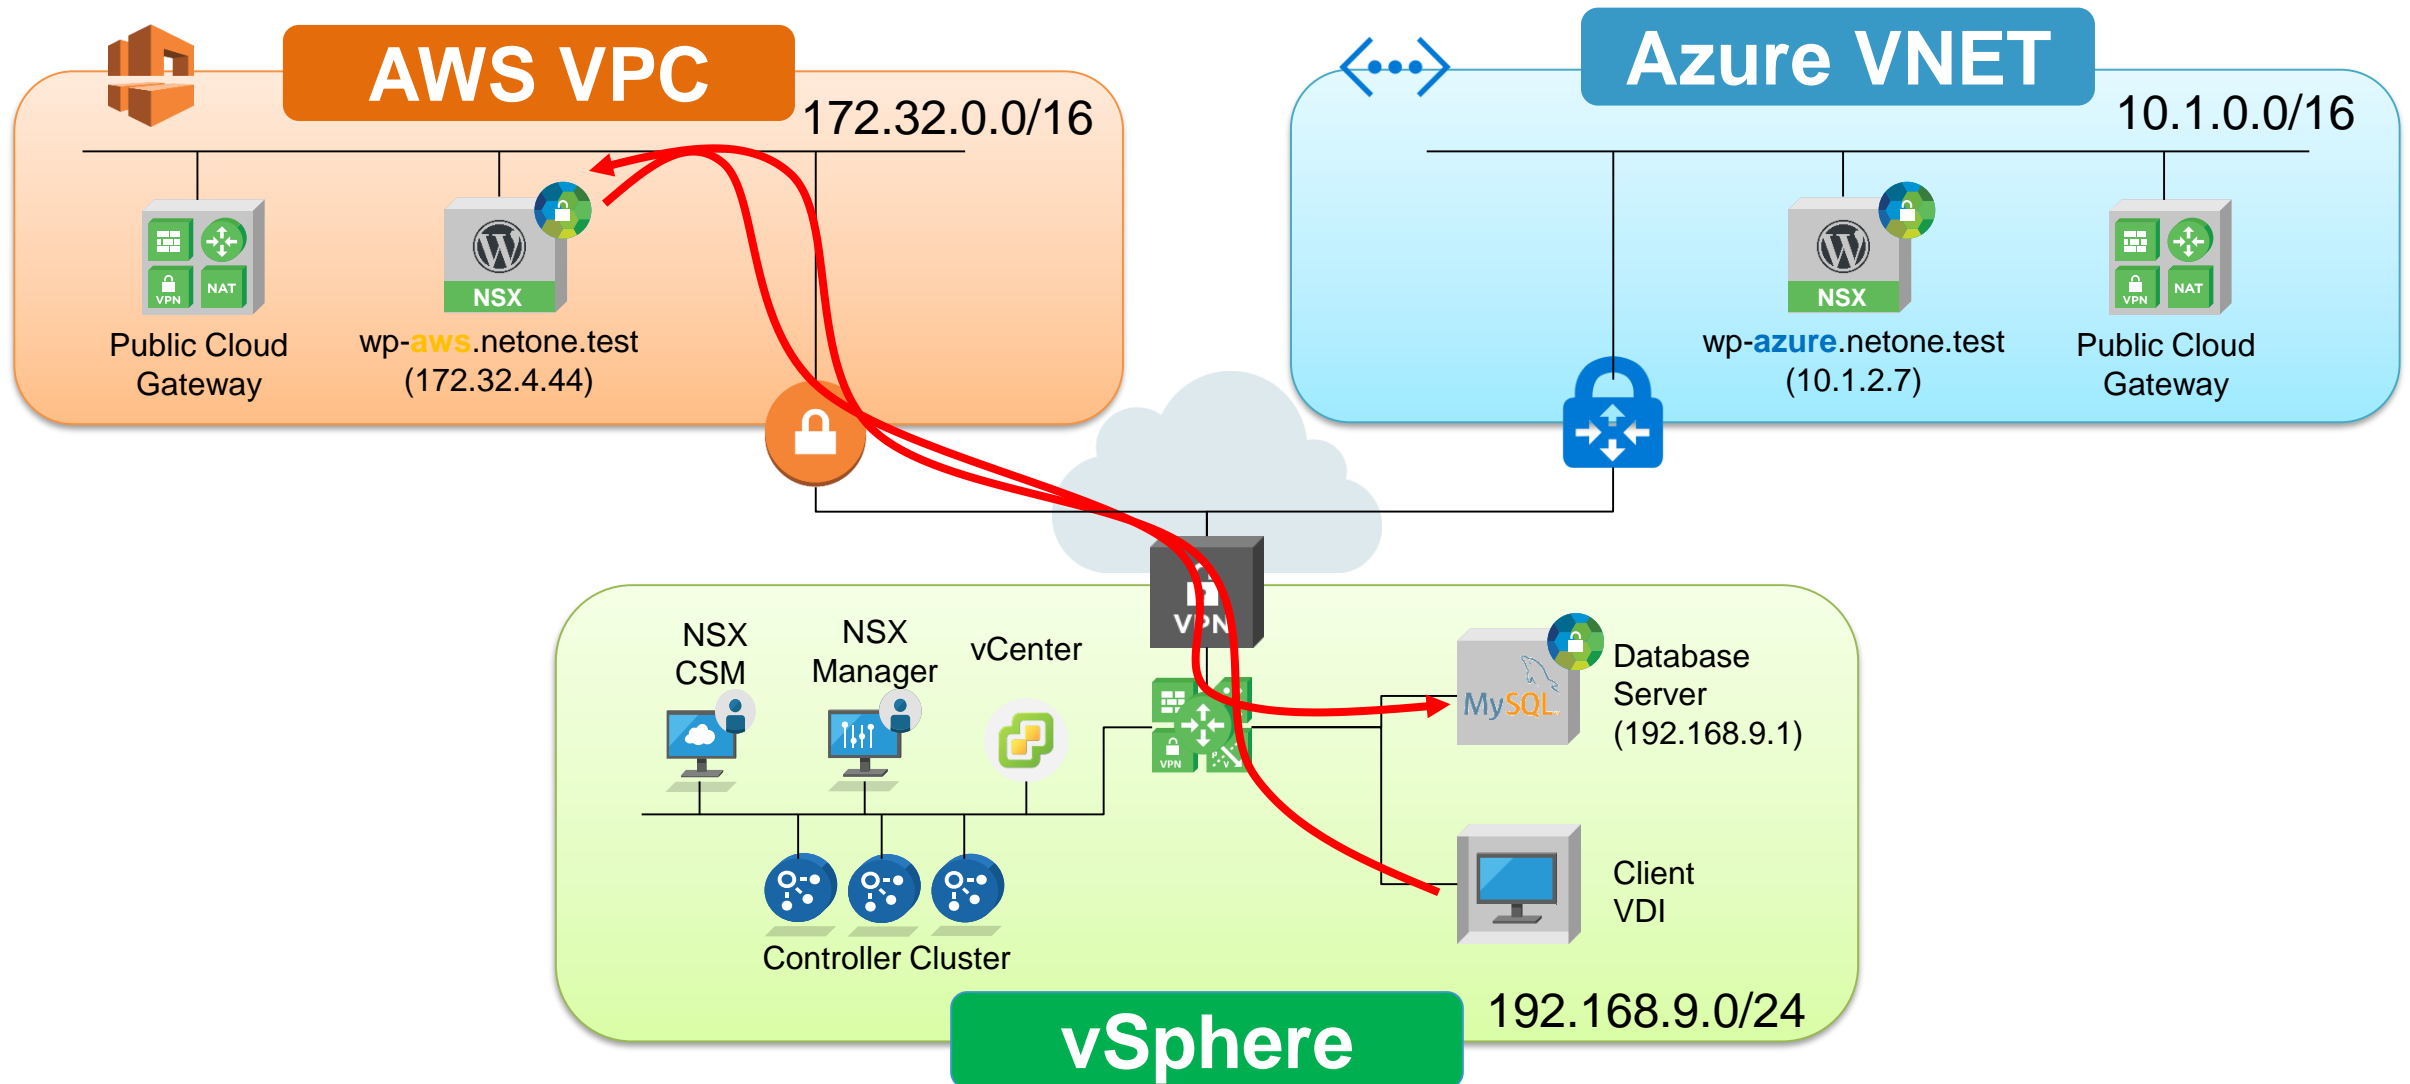 AWS VPC
172.32.0.0/16
VPN
NAT
Public Cloud
Gateway
NSX
wp-aws.netone.test
(172.32.4.44)
Azure VNET
10.1.0.0/16
NSX
wp-azure.netone.test
(10.1.2.7)
VPN
NAT
Public Cloud
Gateway
VPN
NSX
CSM
NSX
Manager
vCenter
Controller Cluster
VPN
P
V
MySQL
Database
Server
(192.168.9.1)
Client
VDI
192.168.9.0/24
vSphere